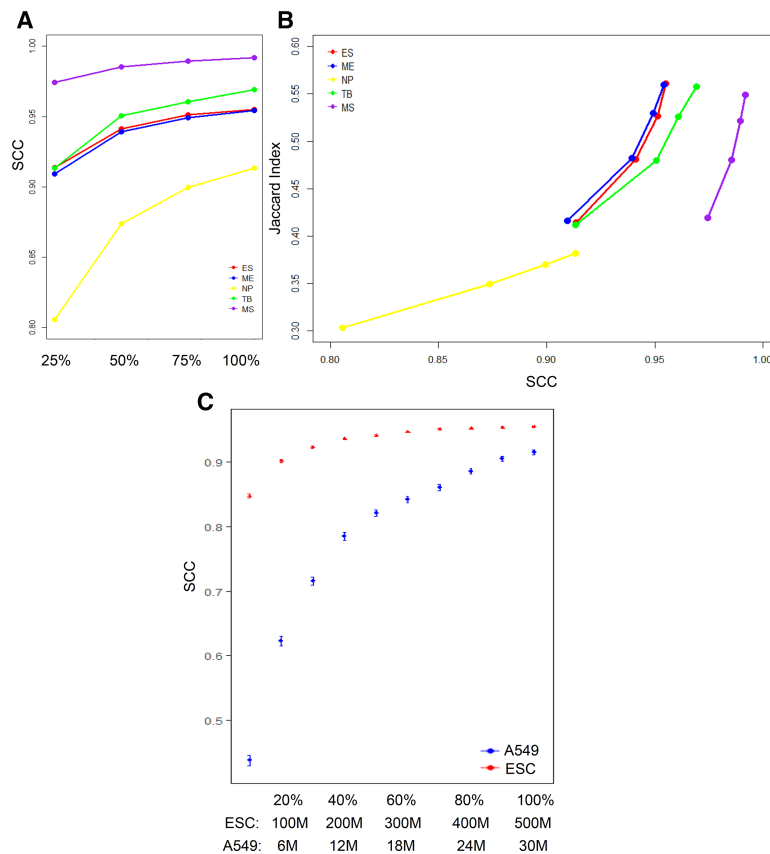 A
SCC
1.00
0.95
0.90
0.85
0.80
ES
ME
NP
TB
MS
25% 50% 75% 100%
B
Jaccard Index
0.60
0.55
0.50
0.45
0.40
0.35
0.30
ES
ME
NP
TB
MS
0.80 0.85 0.90 0.95 1.00
SCC
C
SCC
0.9
0.8
0.7
0.6
0.5
A549
ESC
20% 40% 60% 80% 100%
ESC: 100M 200M 300M 400M 500M
A549: 6M 12M 18M 24M 30M